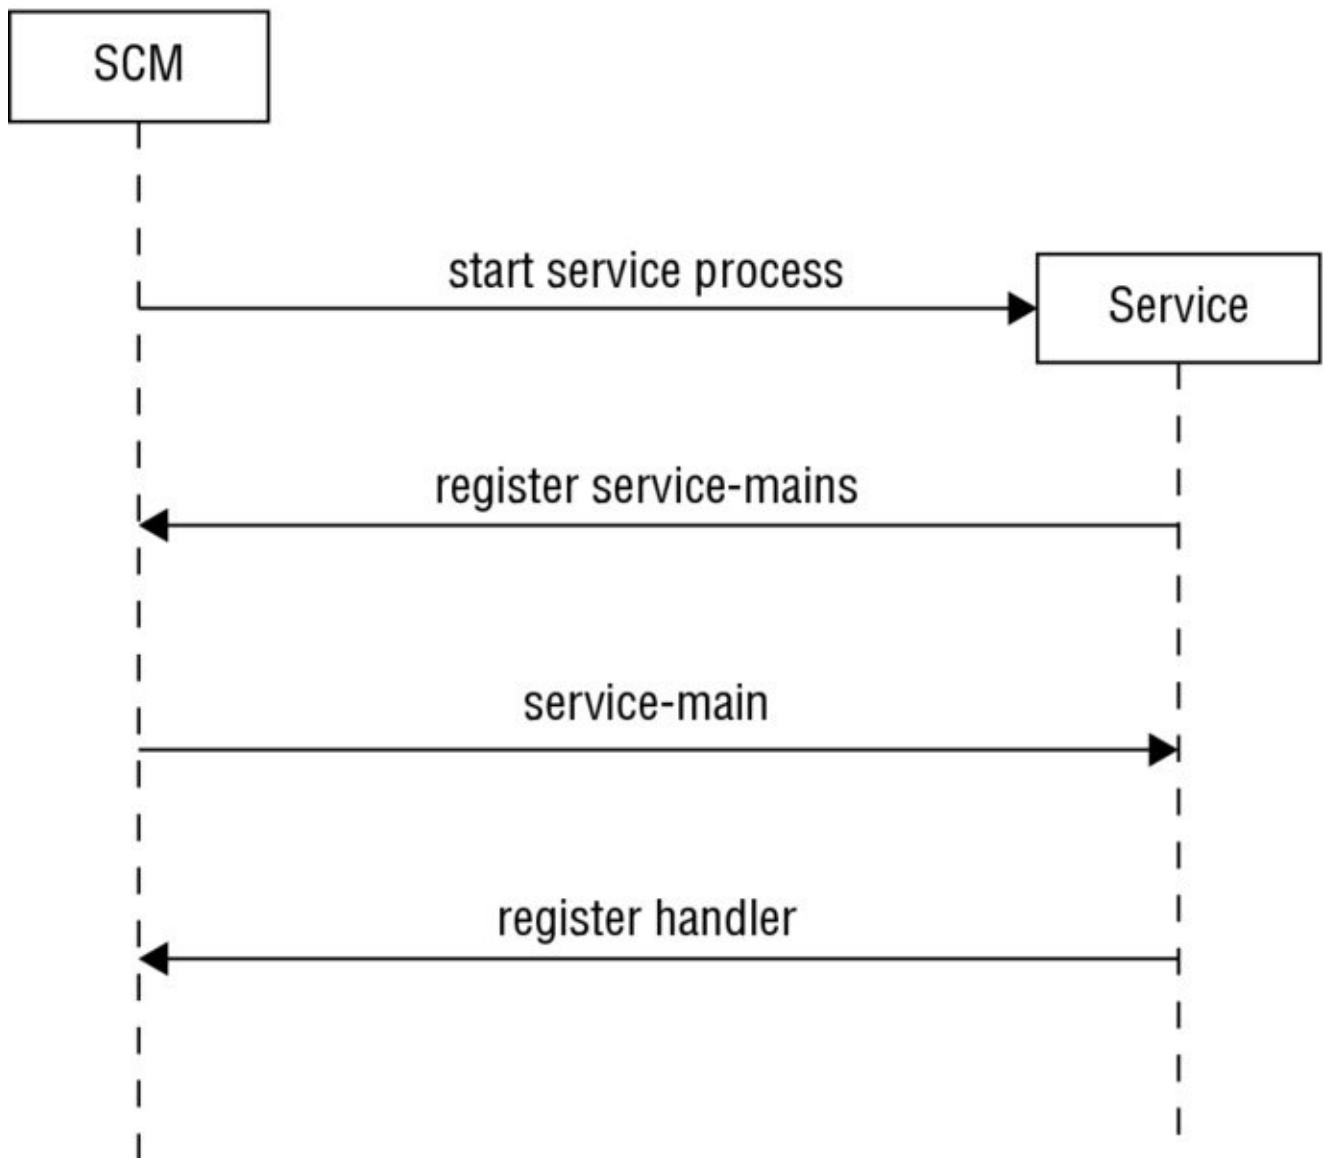 SCM
start service process
Service
register service-mains
service-main
register handler